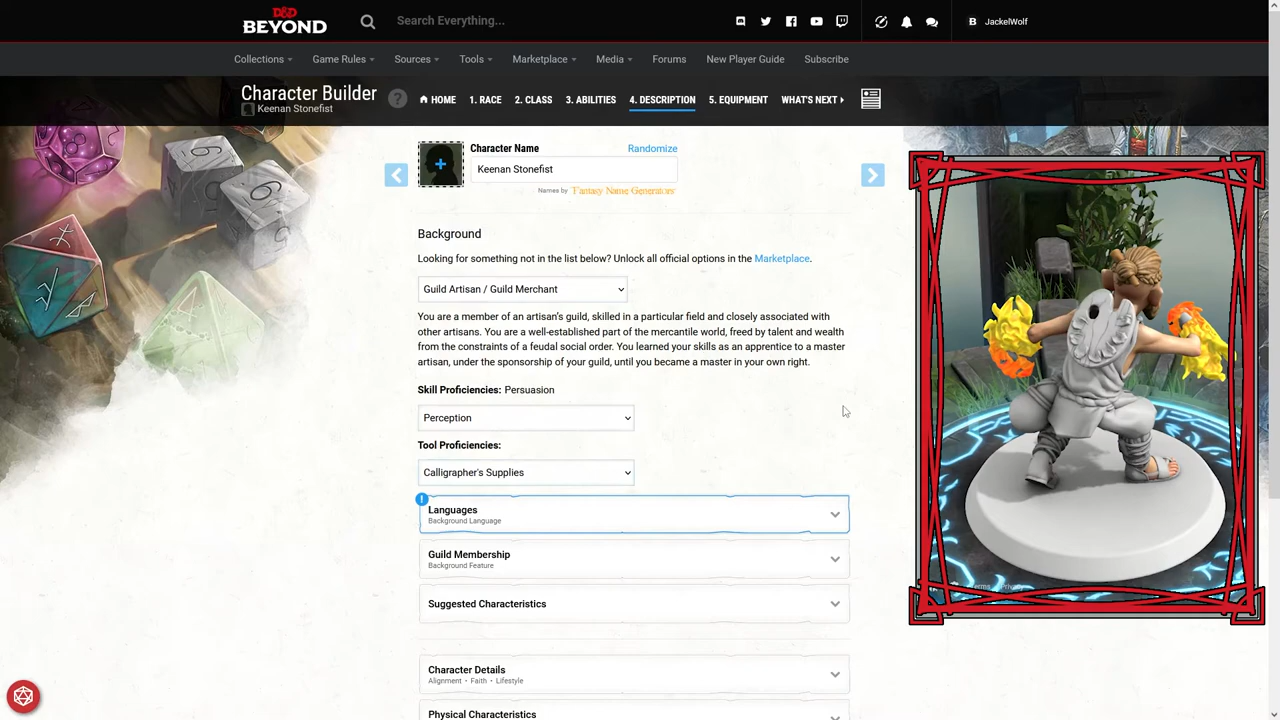 D&D
BEYOND
Search Everything...
B JackelWolf
Collections
Game Rules
Sources
Tools
Marketplace
Media
Forums
New Player Guide
Subscribe
Character Builder
Keenan Stonefist
?
HOME
1. RACE
2. CLASS
3. ABILITIES
4. DESCRIPTION
5. EQUIPMENT
WHAT'S NEXT
Character Name
Randomize
Keenan Stonefist
Names by Fantasy Name Generators
Background
Looking for something not in the list below? Unlock all official options in the Marketplace.
Guild Artisan / Guild Merchant
You are a member of an artisan's guild, skilled in a particular field and closely associated with
other artisans. You are a well-established part of the mercantile world, freed by talent and wealth
from the constraints of a feudal social order. You learned your skills as an apprentice to a master
artisan, under the sponsorship of your guild, until you became a master in your own right.
Skill Proficiencies: Persuasion
Perception
Tool Proficiencies:
Calligrapher's Supplies
!
Languages
Background Language
Guild Membership
Background Feature
Suggested Characteristics
Character Details
Alignment • Faith • Lifestyle
Physical Characteristics
Terms Privacy